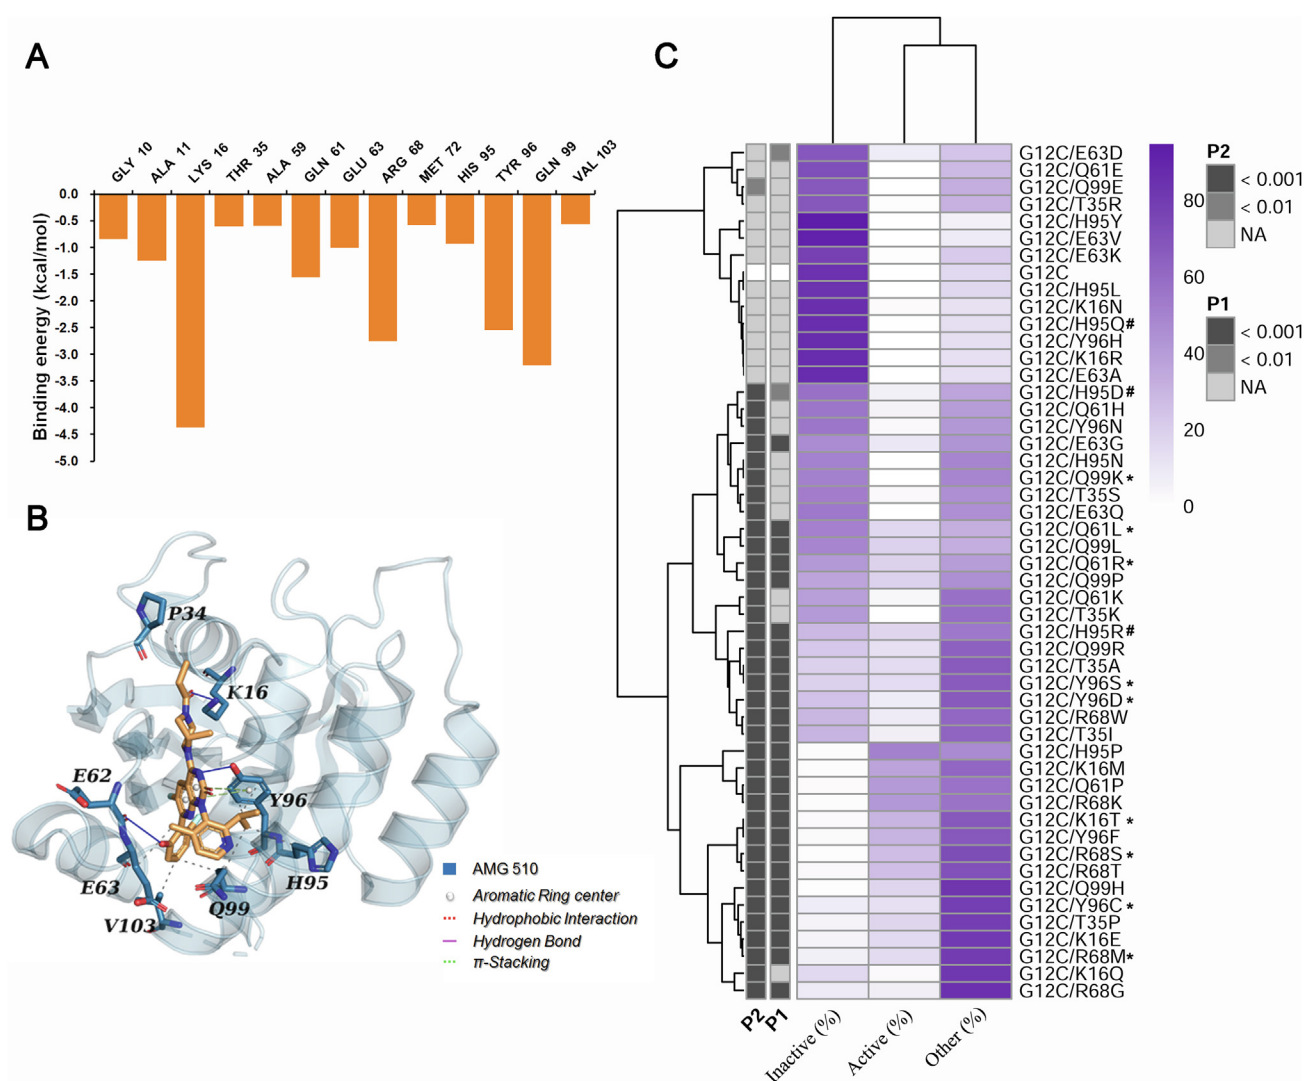 A
GLY 10
ALA 11
LYS 16
THR 35
ALA 59
GLN 61
GLU 63
ARG 68
MET 72
HIS 95
TYR 96
GLN 99
VAL 103
Binding energy (kcal/mol)
0.0
-0.5
-1.0
-1.5
-2.0
-2.5
-3.0
-3.5
-4.0
-4.5
-5.0
B
P34
K16
E62
Y96
E63
H95
Q99
V103
AMG 510
Aromatic Ring center
Hydrophobic Interaction
Hydrogen Bond
π-Stacking
C
G12C/E63D
G12C/Q61E
G12C/Q99E
G12C/T35R
G12C/H95Y
G12C/E63V
G12C/E63K
G12C
G12C/H95L
G12C/K16N
G12C/H95Q#
G12C/Y96H
G12C/K16R
G12C/E63A
G12C/H95D#
G12C/Q61H
G12C/Y96N
G12C/E63G
G12C/H95N
G12C/Q99K*
G12C/T35S
G12C/E63Q
G12C/Q61L*
G12C/Q99L
G12C/Q61R*
G12C/Q99P
G12C/Q61K
G12C/T35K
G12C/H95R#
G12C/Q99R
G12C/T35A
G12C/Y96S*
G12C/Y96D*
G12C/R68W
G12C/T35I
G12C/H95P
G12C/K16M
G12C/Q61P
G12C/R68K
G12C/K16T*
G12C/Y96F
G12C/R68S*
G12C/R68T
G12C/Q99H
G12C/Y96C*
G12C/T35P
G12C/K16E
G12C/R68M*
G12C/K16Q
G12C/R68G
P2 P1
Inactive (%)
Active (%)
Other (%)
80
60
40
20
0
P2
< 0.001
< 0.01
NA
P1
< 0.001
< 0.01
NA